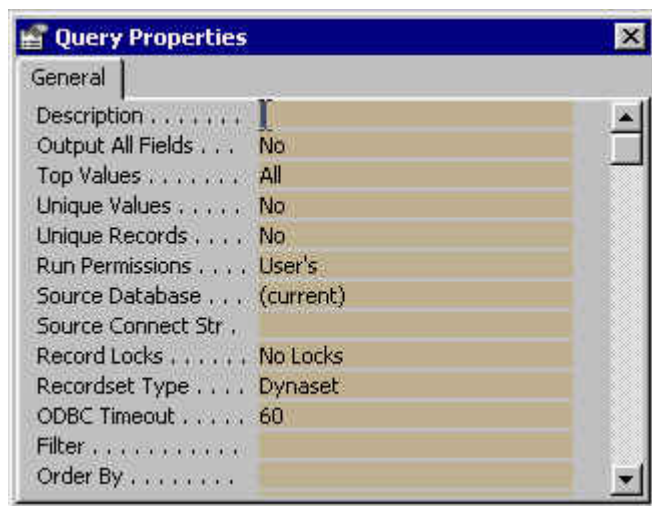 Query Properties
General
Description . . . . . . .
Output All Fields . . . No
Top Values . . . . . . . All
Unique Values . . . . . No
Unique Records . . . . No
Run Permissions . . . . User's
Source Database . . . (current)
Source Connect Str .
Record Locks . . . . . . No Locks
Recordset Type . . . . Dynaset
ODBC Timeout . . . . . 60
Filter . . . . . . . . . . .
Order By . . . . . . . .